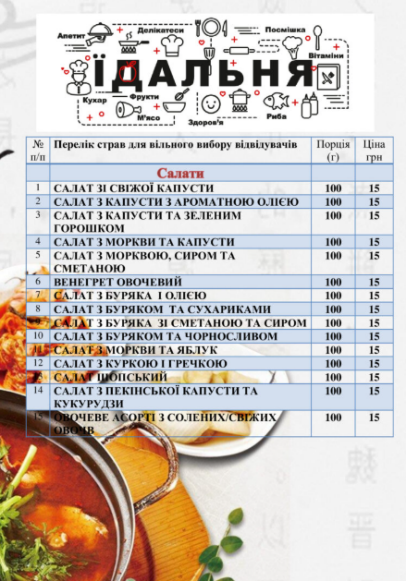 Апетит
Делікатеси
Посмішка
Вітаміни
ЇДАЛЬНЯ
Кухар
Фрукти
М'ясо
Здоров'я
Риба
№ п/п Перелік страв для вільного вибору відвідувачів Порція (г) Ціна грн
Салати
1 САЛАТ ЗІ СВІЖОЇ КАПУСТИ 100 15
2 САЛАТ З КАПУСТИ З АРОМАТНОЮ ОЛІЄЮ 100 15
3 САЛАТ З КАПУСТИ ТА ЗЕЛЕНИМ 100 15
ГОРОШКОМ
4 САЛАТ З МОРКВИ ТА КАПУСТИ 100 15
5 САЛАТ З МОРКВОЮ, СИРОМ ТА 100 15
СМЕТАНОЮ
6 ВЕНЕГРЕТ ОВОЧЕВИЙ 100 15
7 САЛАТ З БУРЯКА І ОЛІЄЮ 100 15
8 САЛАТ З БУРЯКОМ ТА СУХАРИКАМИ 100 15
9 САЛАТ З БУРЯКА ЗІ СМЕТАНОЮ ТА СИРОМ 100 15
10 САЛАТ З БУРЯКОМ ТА ЧОРНОСЛИВОМ 100 15
11 САЛАТ З МОРКВИ ТА ЯБЛУК 100 15
12 САЛАТ З КУРКОЮ І ГРЕЧКОЮ 100 15
13 САЛАТ ШОПСЬКИЙ 100 15
14 САЛАТ З ПЕКІНСЬКОЇ КАПУСТИ ТА 100 15
КУКУРУДЗИ
15 ОВОЧЕВЕ АСОРТІ З СОЛЕНИХ/СВІЖИХ 100 15
ОВОЧІВ
魏
晋